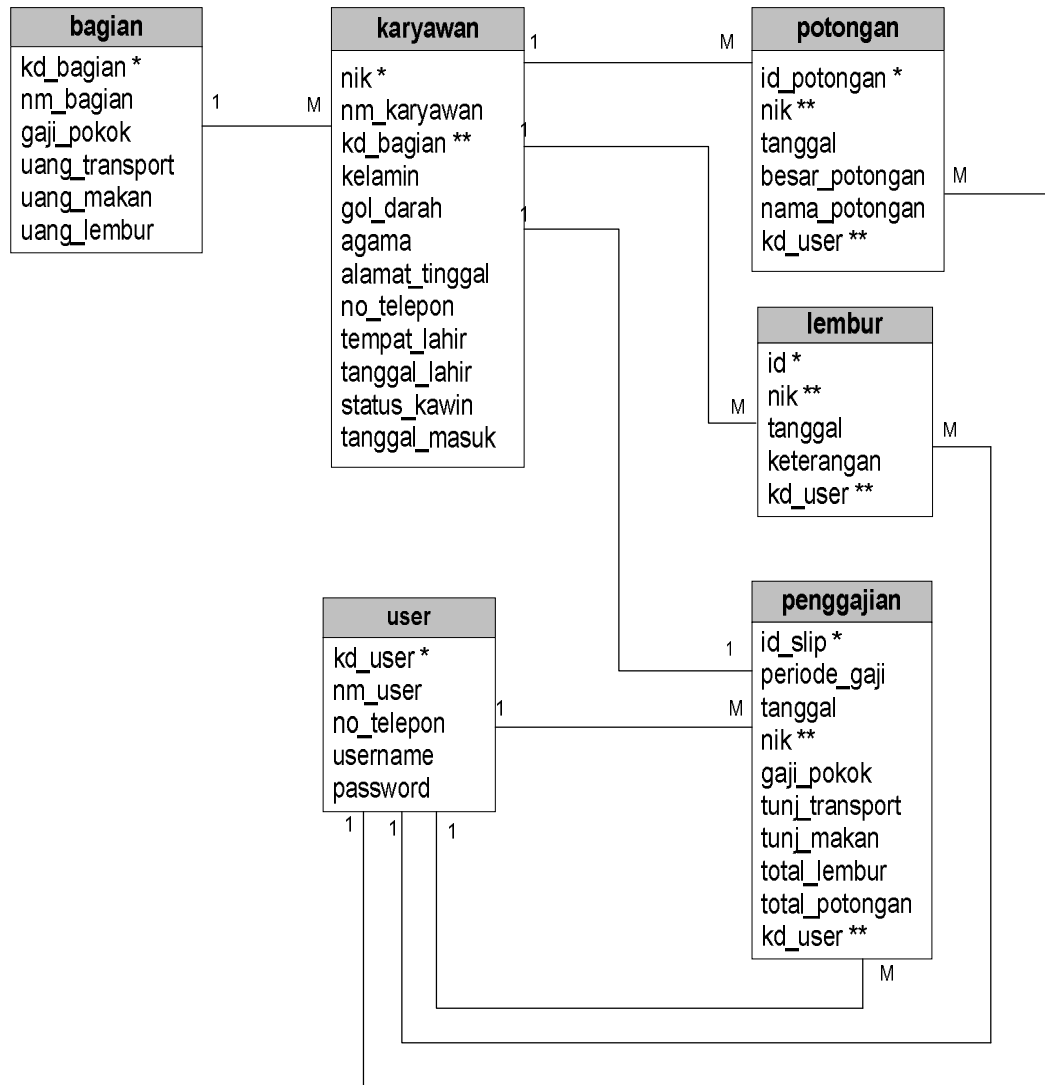 bagian
kd_bagian *
nm_bagian
gaji_pokok
uang_transport
uang_makan
uang_lembur
1
M
karyawan
nik *
nm_karyawan
kd_bagian **
kelamin
gol_darah
agama
alamat_tinggal
no_telepon
tempat_lahir
tanggal_lahir
status_kawin
tanggal_masuk
1
M
1
1
potongan
id_potongan *
nik **
tanggal
besar_potongan
nama_potongan
kd_user **
M
lembur
id *
nik **
tanggal
keterangan
kd_user **
M
M
user
kd_user *
nm_user
no_telepon
username
password
1
M
1
1
1
penggajian
id_slip *
periode_gaji
tanggal
nik **
gaji_pokok
tunj_transport
tunj_makan
total_lembur
total_potongan
kd_user **
1
M